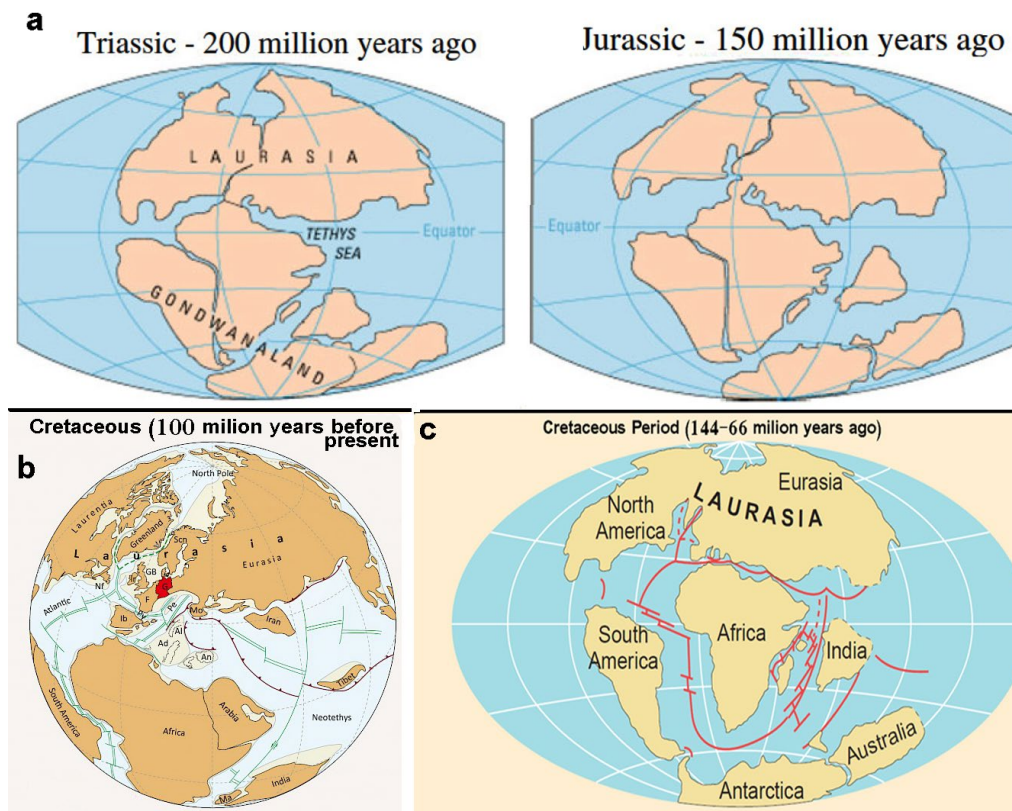 a
Triassic - 200 million years ago
Jurassic - 150 million years ago
LAURASIA
TETHYS
SEA
Equator
GONDWANALAND
Equator
Cretaceous (100 milion years before
present
b
North Pole
Laurentia
Greenland
Scn
Laurasia
Eurasia
GB
Nf
Ir
G
F
Atlantic
Ib
Pe
Mo
Iran
Al
Ad
An
Tibet
South America
Africa
Arabia
Neotethys
India
Ma
c
Cretaceous Period (144-66 milion years ago)
Eurasia
North
America
LAURASIA
South
America
Africa
India
Australia
Antarctica